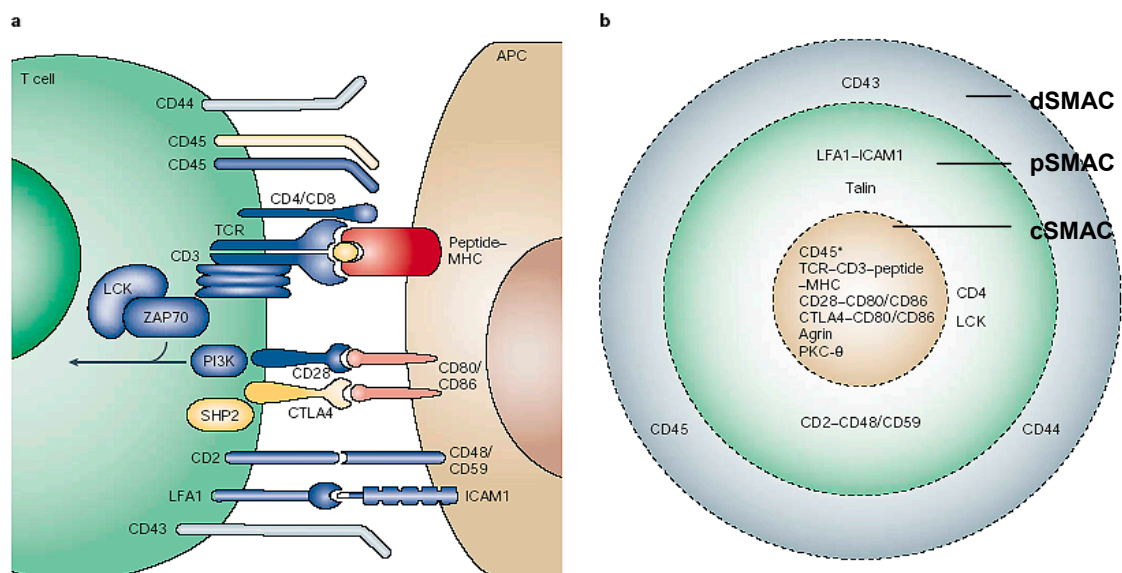 a
T cell
APC
CD44
CD45
CD45
CD4/CD8
TCR
CD3
Peptide–
MHC
LCK
ZAP70
PI3K
CD28
CD80/
CD86
SHP2
CTLA4
CD2
CD48/
CD59
LFA1
ICAM1
CD43
b
CD43
dSMAC
LFA1–ICAM1
pSMAC
Talin
cSMAC
CD45*
TCR–CD3–peptide
–MHC
CD28–CD80/CD86
CTLA4–CD80/CD86
Agrin
PKC-θ
CD4
LCK
CD2–CD48/CD59
CD45
CD44